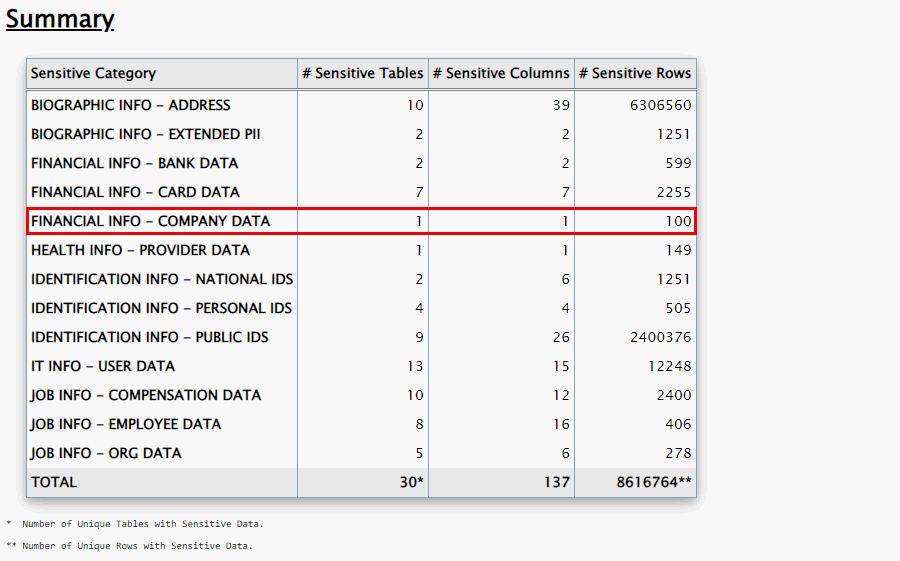 Summary
Sensitive Category # Sensitive Tables # Sensitive Columns # Sensitive Rows
BIOGRAPHIC INFO – ADDRESS 10 39 6306560
BIOGRAPHIC INFO – EXTENDED PII 2 2 1251
FINANCIAL INFO – BANK DATA 2 2 599
FINANCIAL INFO – CARD DATA 7 7 2255
FINANCIAL INFO – COMPANY DATA 1 1 100
HEALTH INFO – PROVIDER DATA 1 1 149
IDENTIFICATION INFO – NATIONAL IDS 2 6 1251
IDENTIFICATION INFO – PERSONAL IDS 4 4 505
IDENTIFICATION INFO – PUBLIC IDS 9 26 2400376
IT INFO – USER DATA 13 15 12248
JOB INFO – COMPENSATION DATA 10 12 2400
JOB INFO – EMPLOYEE DATA 8 16 406
JOB INFO – ORG DATA 5 6 278
TOTAL 30* 137 8616764**
* Number of Unique Tables with Sensitive Data.
** Number of Unique Rows with Sensitive Data.